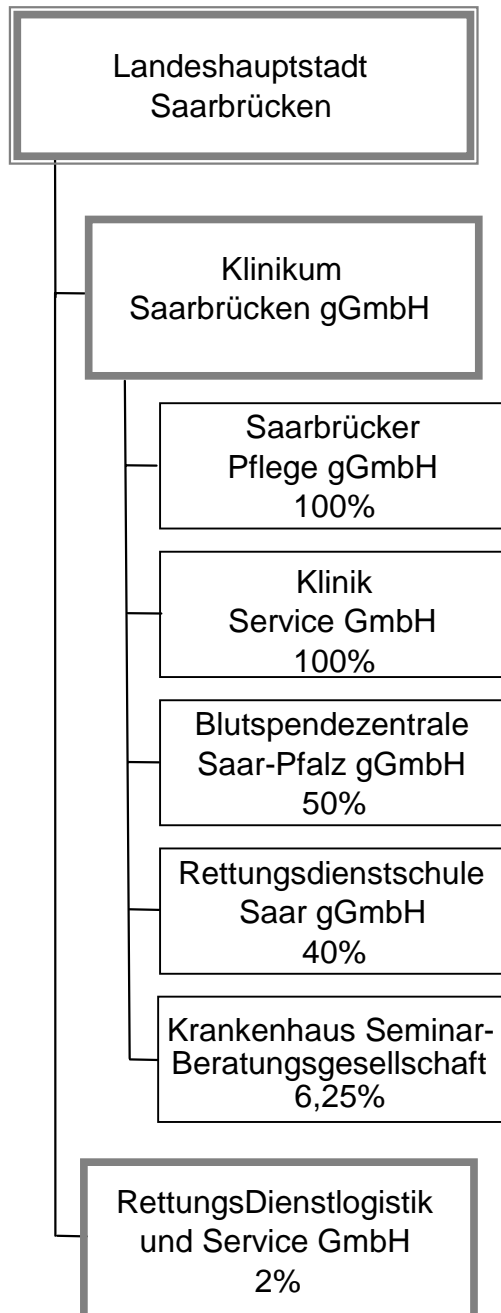 Landeshauptstadt
Saarbrücken
Klinikum
Saarbrücken gGmbH
Saarbrücker
Pflege gGmbH
100%
Klinik
Service GmbH
100%
Blutspendezentrale
Saar-Pfalz gGmbH
50%
Rettungsdienstschule
Saar gGmbH
40%
Krankenhaus Seminar-
Beratungsgesellschaft
6,25%
RettungsDienstlogistik
und Service GmbH
2%